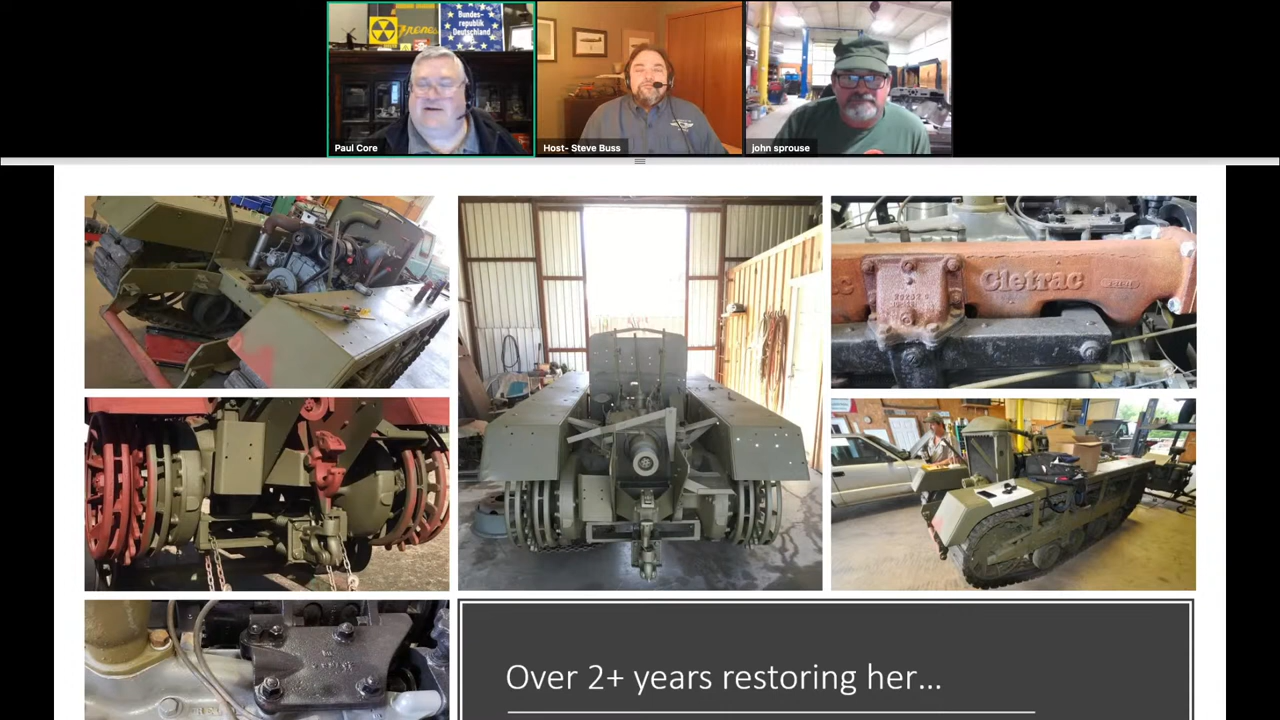 Bundes-
republik
Deutschland
Paul Core
Host- Steve Buss
john sprouse
Cletrac
Over 2+ years restoring her...